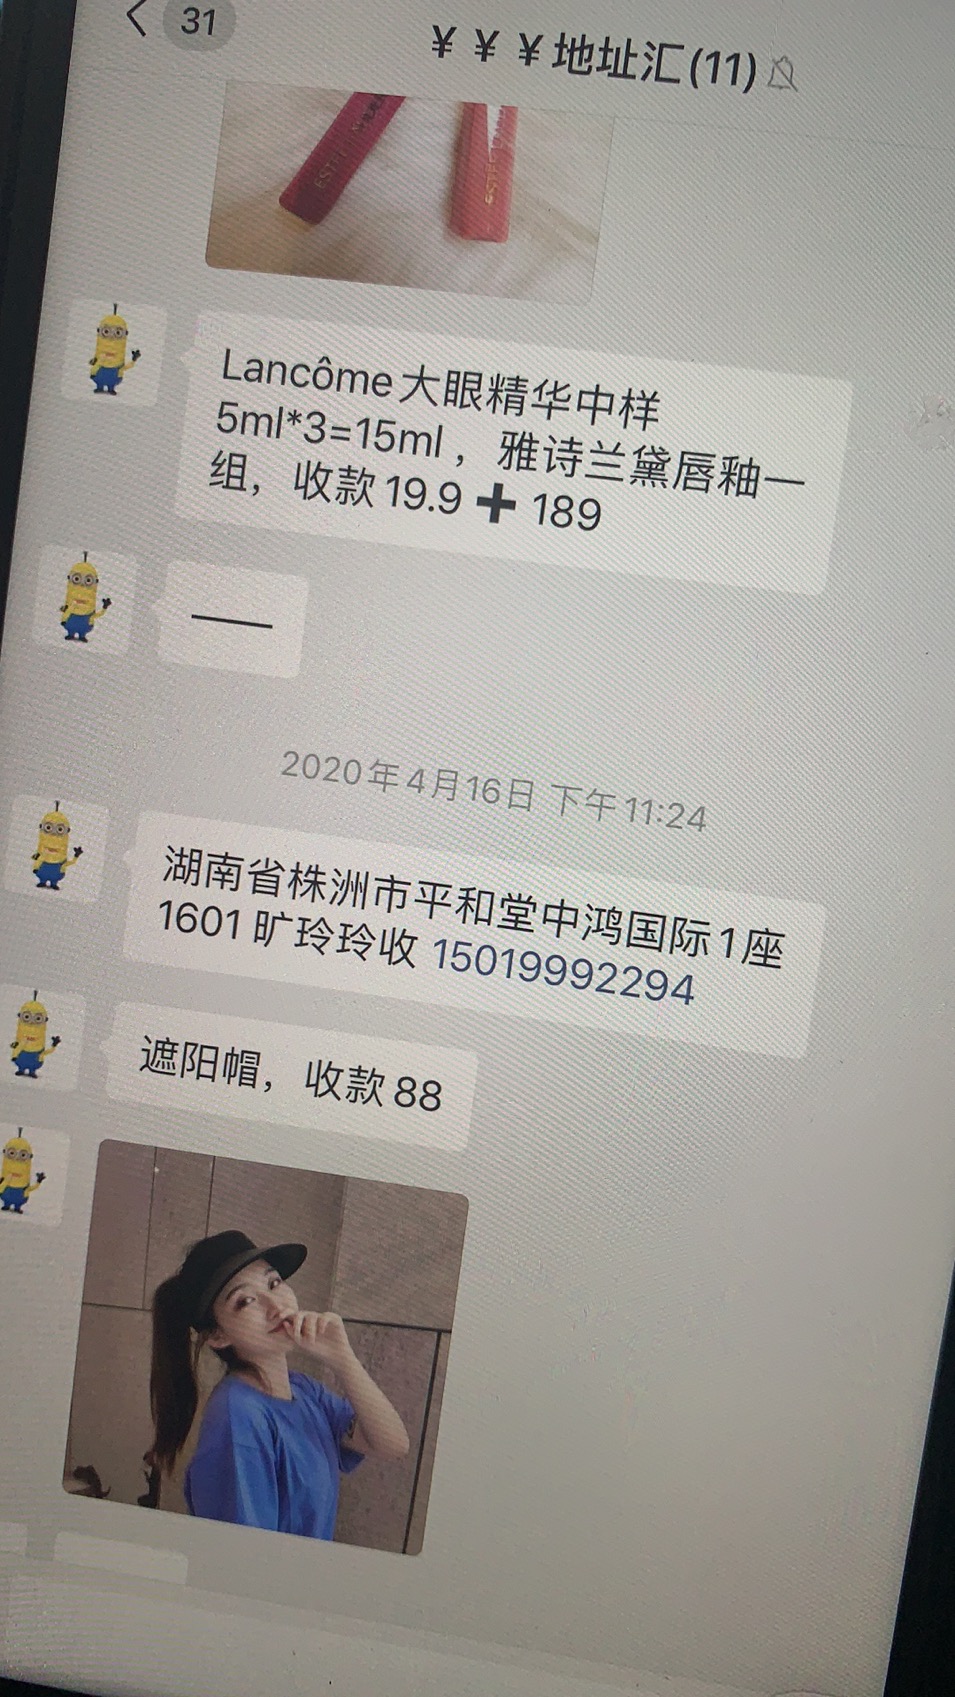 31
￥￥￥地址汇(11)
Lancôme大眼精华中样
5ml*3=15ml，雅诗兰黛唇釉一
组，收款19.9➕189
——
2020年4月16日 下午11:24
湖南省株洲市平和堂中鸿国际1座
1601旷玲玲收 15019992294
遮阳帽，收款88